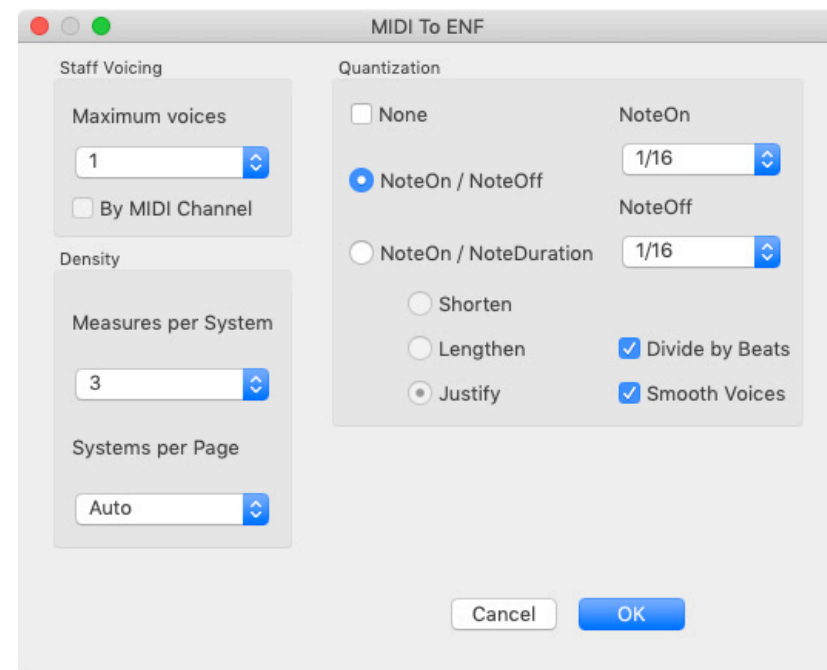 MIDI To ENF
Staff Voicing
Maximum voices
1
By MIDI Channel
Density
Measures per System
3
Systems per Page
Auto
Quantization
None
NoteOn
1/16
NoteOn / NoteOff
NoteOff
NoteOn / NoteDuration
1/16
Shorten
Lengthen
Divide by Beats
Justify
Smooth Voices
Cancel
OK